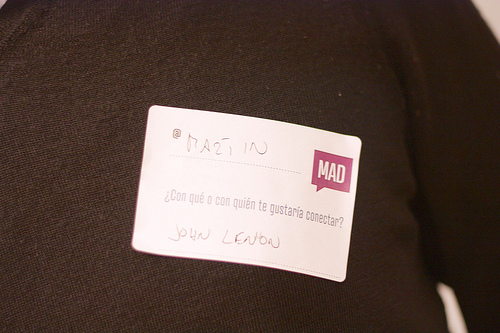 @ MARTIN
MAD
¿Con qué o con quién te gustaría conectar?
JOHN LENON